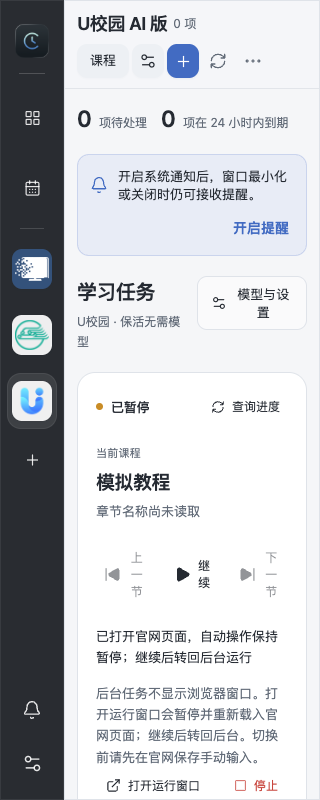 U校园 AI 版 0 项
课程
0 项待处理 0 项在 24 小时内到期
开启系统通知后，窗口最小化
或关闭时仍可接收提醒。
开启提醒
学习任务
模型与设
置
U校园 · 保活无需模
型
已暂停 查询进度
当前课程
模拟教程
章节名称尚未读取
上
一
节
继
续
下
一
节
已打开官网页面，自动操作保持
暂停；继续后转回后台运行
后台任务不显示浏览器窗口。打
开运行窗口会暂停并重新载入官
网页面；继续后转回后台。切换
前请先在官网保存手动输入。
打开运行窗口 停止